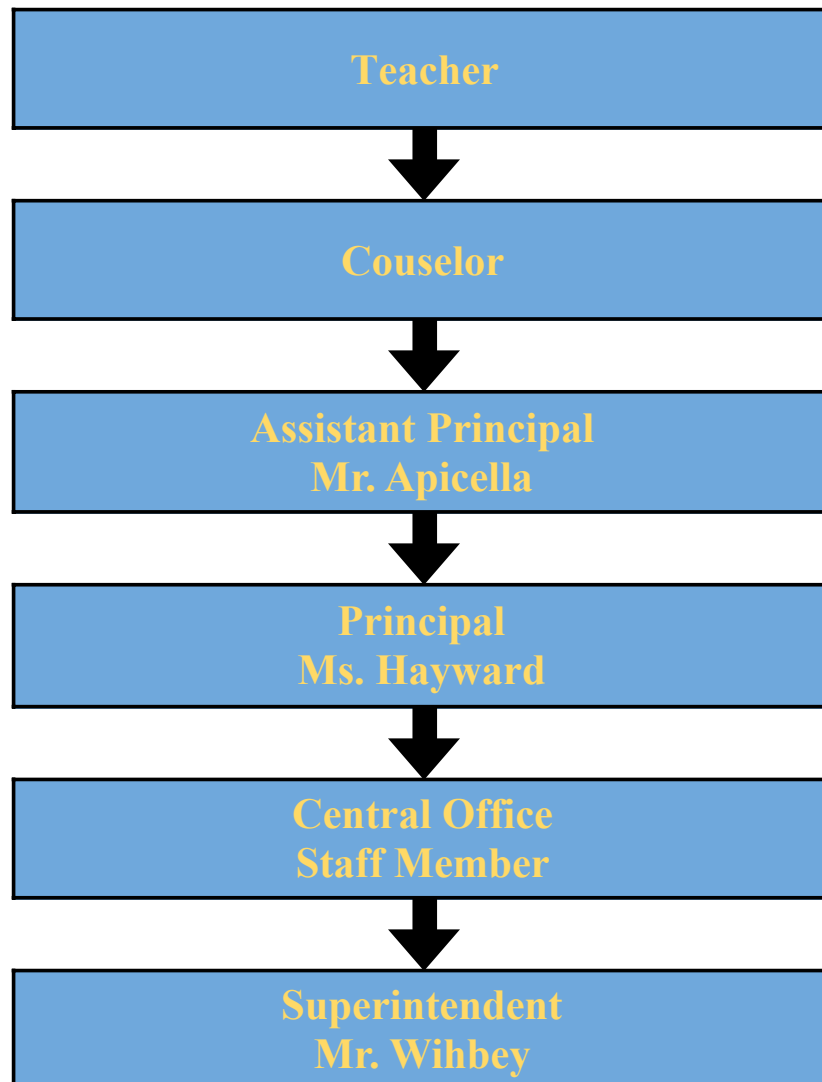 Teacher
Couselor
Assistant Principal
Mr. Apicella
Principal
Ms. Hayward
Central Office
Staff Member
Superintendent
Mr. Wihbey